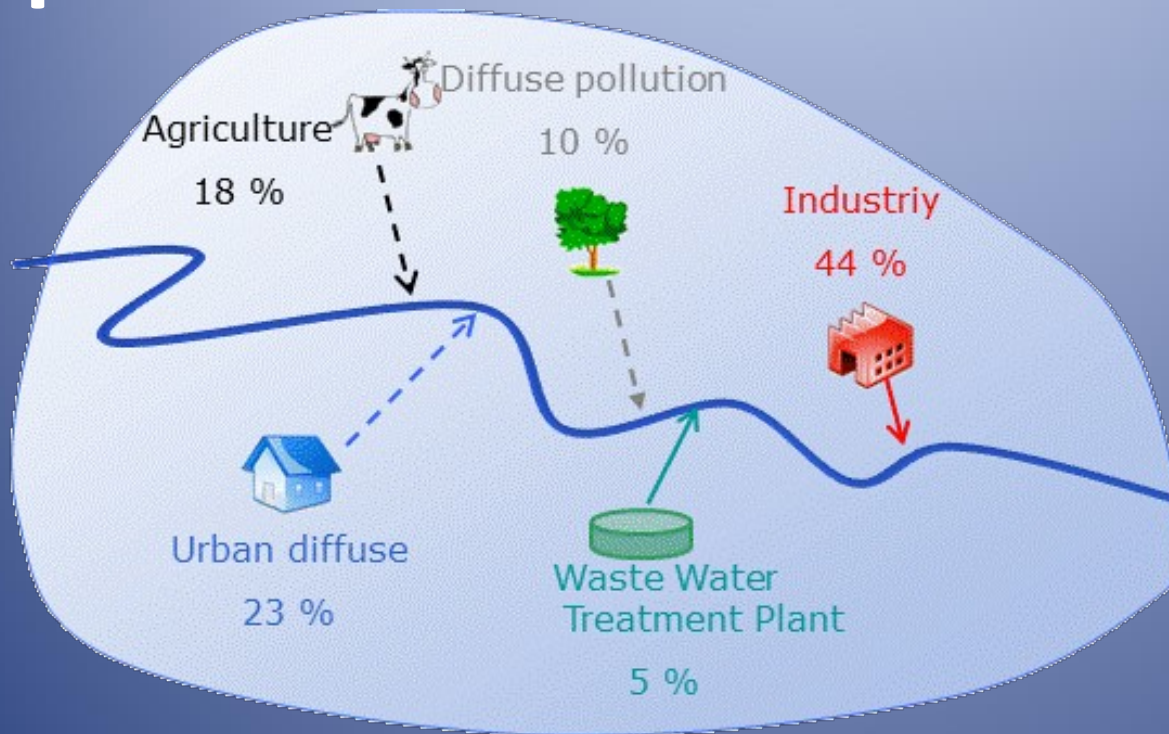 Diffuse pollution
10 %
Agriculture
18 %
Industriy
44 %
Urban diffuse
23 %
Waste Water
Treatment Plant
5 %